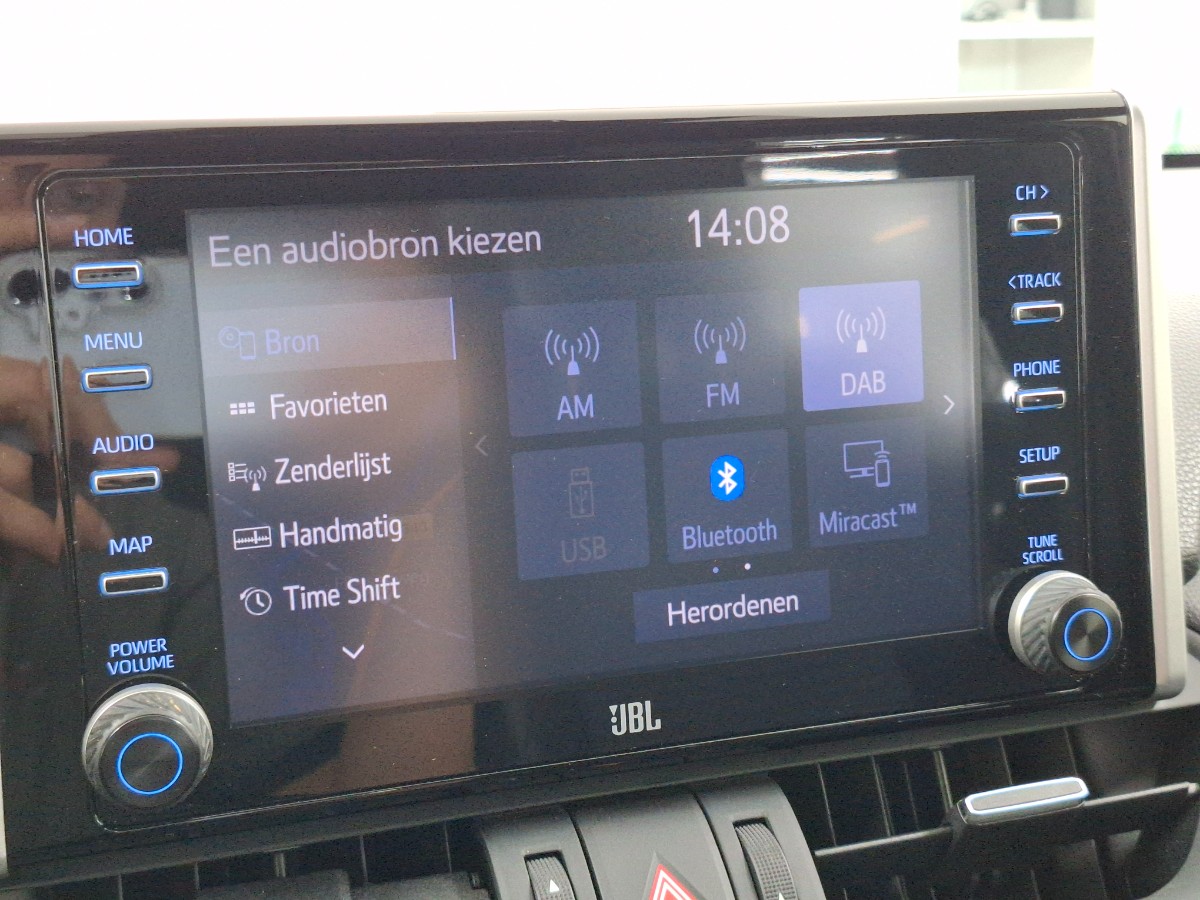 HOME
MENU
AUDIO
MAP
POWER
VOLUME
Een audiobron kiezen
14:08
Bron
Favorieten
Zenderlijst
Handmatig
Time Shift
AM
FM
DAB
USB
Bluetooth
Miracast™
Herordenen
CH >
< TRACK
PHONE
SETUP
TUNE
SCROLL
JBL